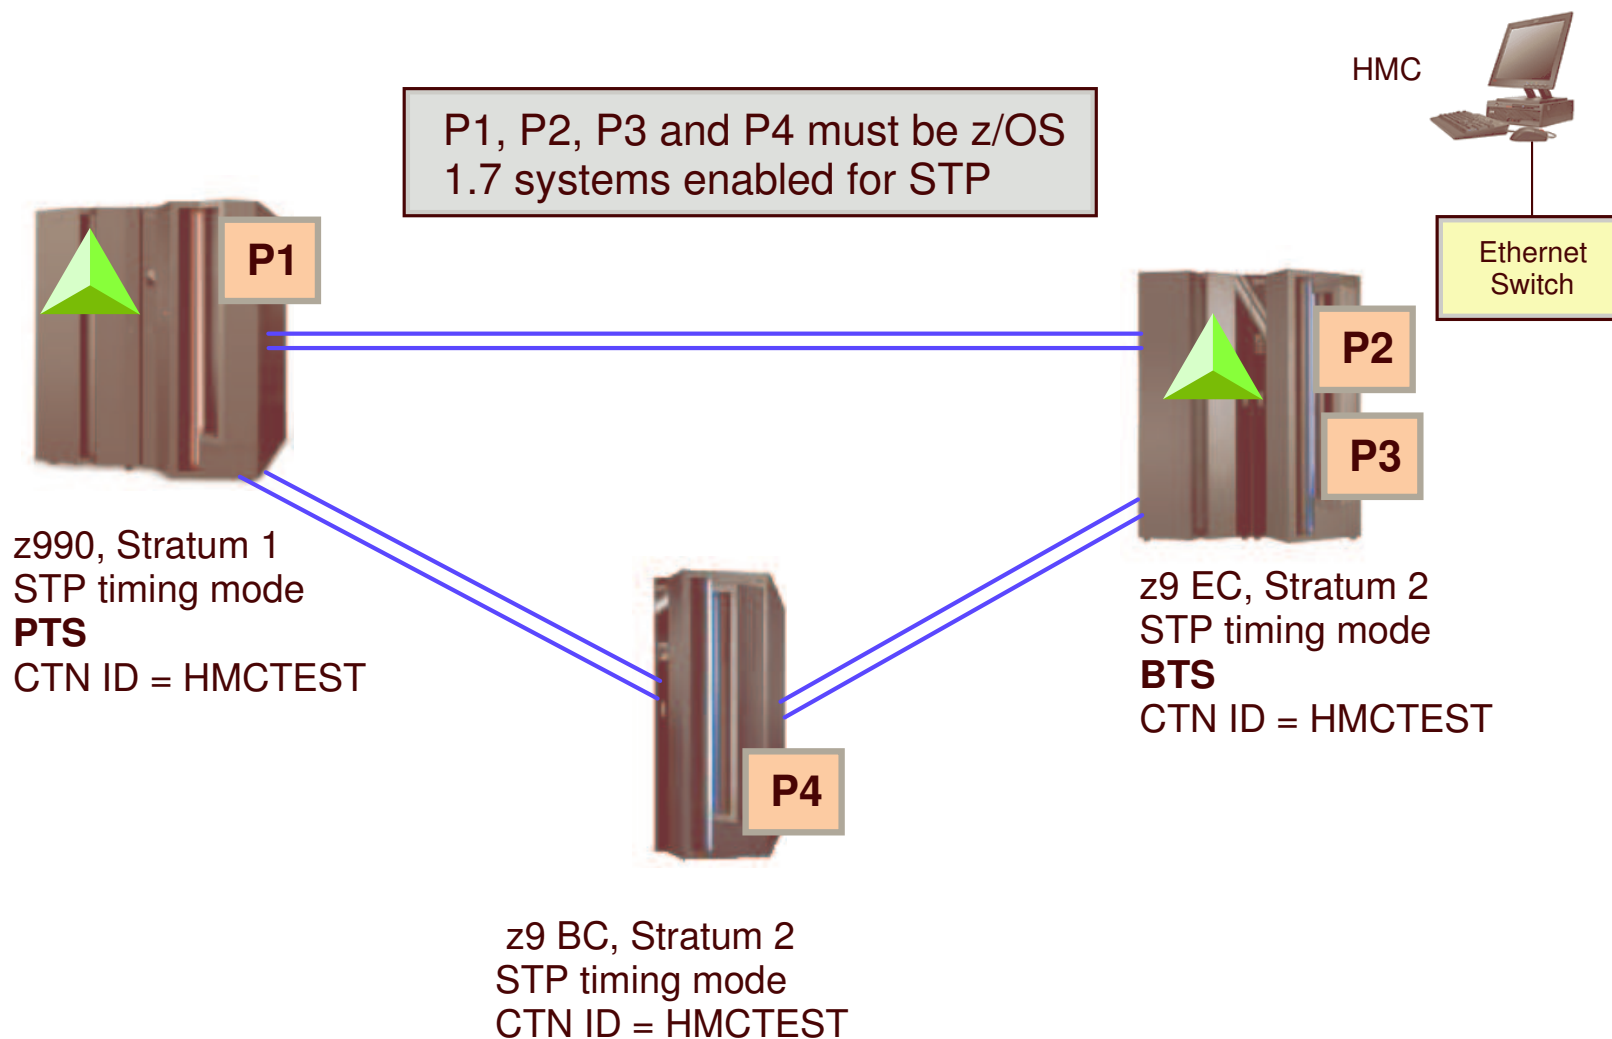 HMC
P1, P2, P3 and P4 must be z/OS
1.7 systems enabled for STP
Ethernet
Switch
P1
P2
P3
z990, Stratum 1
STP timing mode
PTS
CTN ID = HMCTEST
z9 EC, Stratum 2
STP timing mode
BTS
CTN ID = HMCTEST
P4
z9 BC, Stratum 2
STP timing mode
CTN ID = HMCTEST